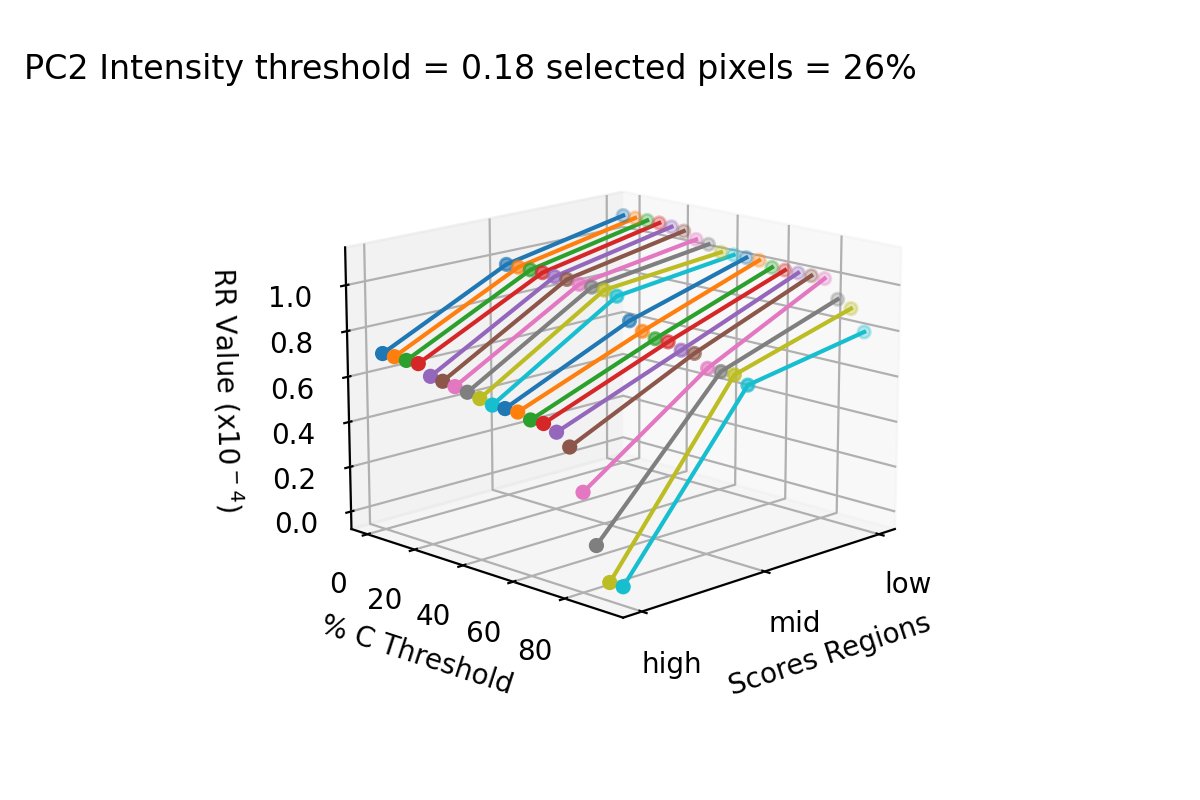 PC2 Intensity threshold = 0.18 selected pixels = 26%
RR Value (x10⁻⁴)
1.0
0.8
0.6
0.4
0.2
0.0
0
20
40
60
80
% C Threshold
high
mid
low
Scores Regions